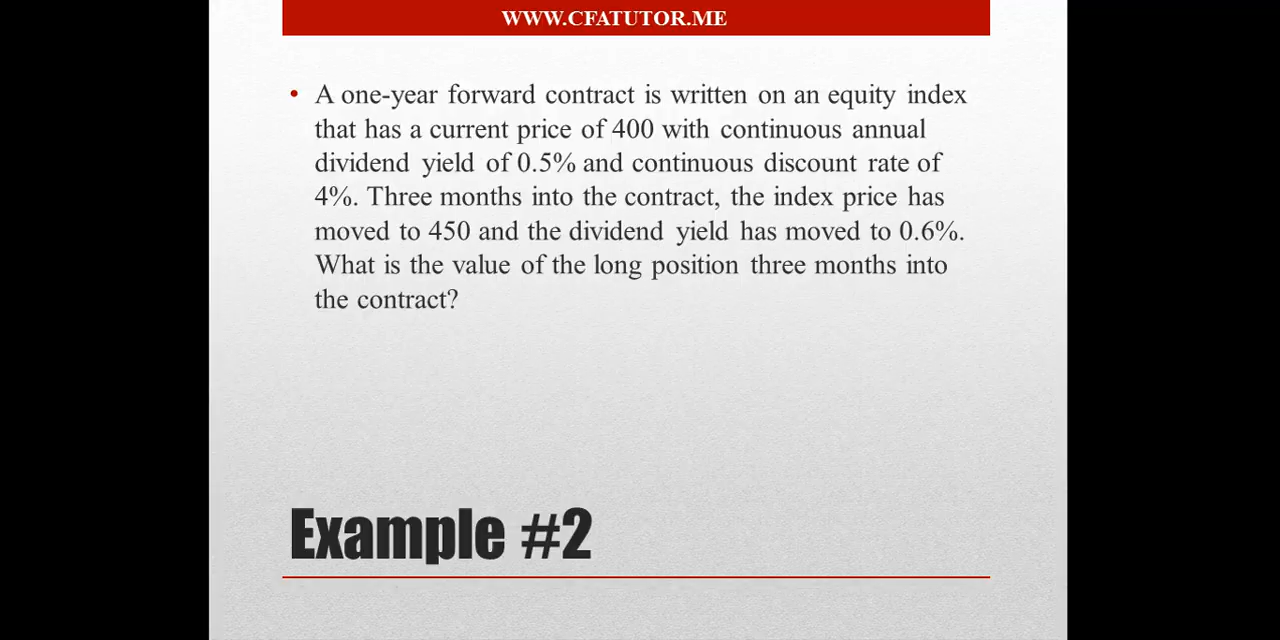 WWW.CFATUTOR.ME
• A one-year forward contract is written on an equity index
that has a current price of 400 with continuous annual
dividend yield of 0.5% and continuous discount rate of
4%. Three months into the contract, the index price has
moved to 450 and the dividend yield has moved to 0.6%.
What is the value of the long position three months into
the contract?
Example #2